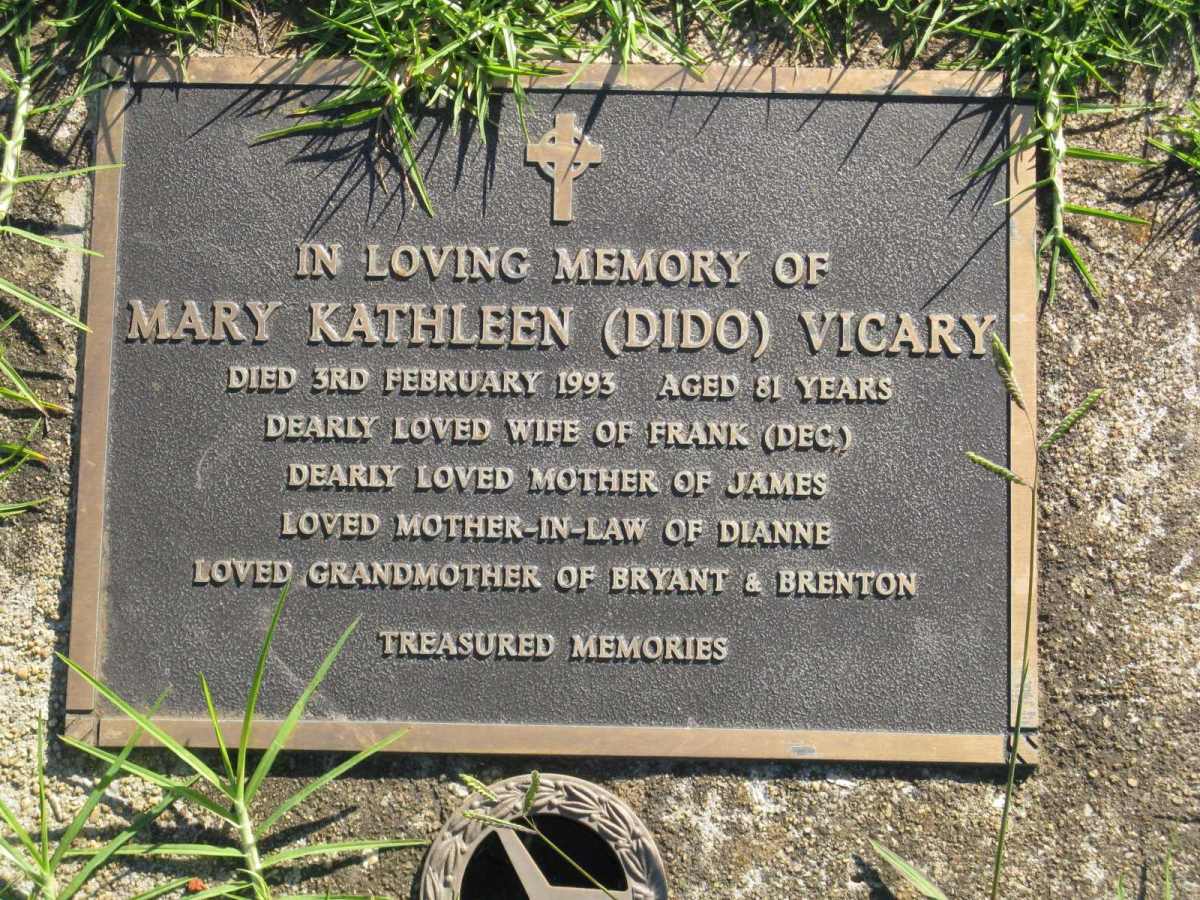 IN LOVING MEMORY OF
MARY KATHLEEN (DIDO) VICARY
DIED 3RD FEBRUARY 1993 AGED 81 YEARS
DEARLY LOVED WIFE OF FRANK (DEC.)
DEARLY LOVED MOTHER OF JAMES
LOVED MOTHER-IN-LAW OF DIANNE
LOVED GRANDMOTHER OF BRYANT & BRENTON
TREASURED MEMORIES